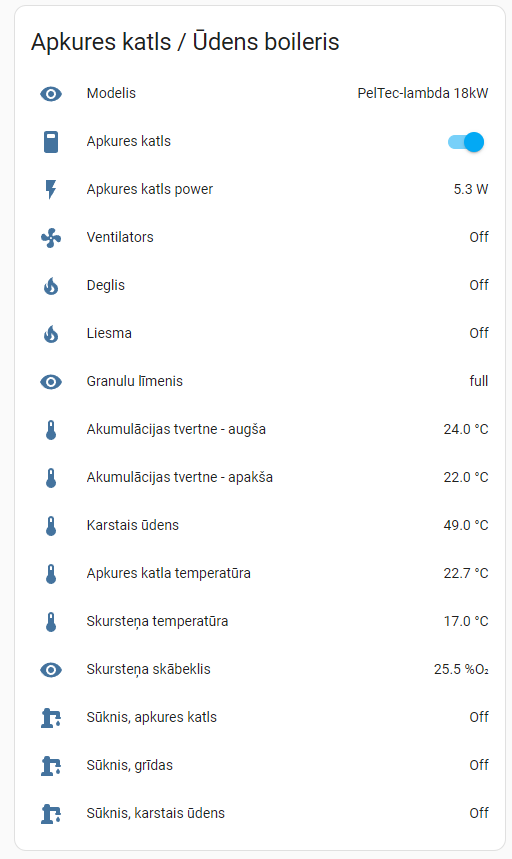 Apkures katls / Ūdens boileris
Modelis PelTec-lambda 18kW
Apkures katls
Apkures katls power 5.3 W
Ventilators Off
Deglis Off
Liesma Off
Granulu līmenis full
Akumulācijas tvertne - augša 24.0 °C
Akumulācijas tvertne - apakša 22.0 °C
Karstais ūdens 49.0 °C
Apkures katla temperatūra 22.7 °C
Skursteņa temperatūra 17.0 °C
Skursteņa skābeklis 25.5 %O₂
Sūknis, apkures katls Off
Sūknis, grīdas Off
Sūknis, karstais ūdens Off